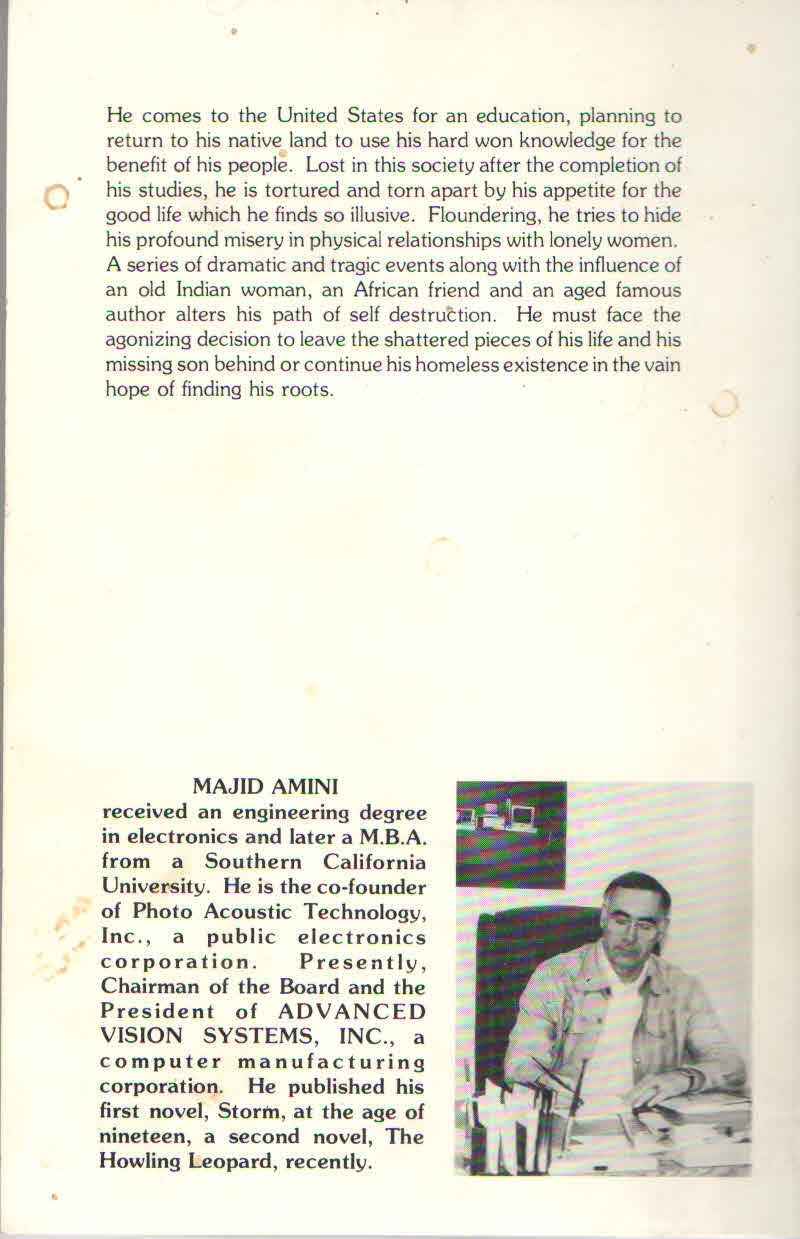 He comes to the United States for an education, planning to
return to his native land to use his hard won knowledge for the
benefit of his people. Lost in this society after the completion of
his studies, he is tortured and torn apart by his appetite for the
good life which he finds so illusive. Floundering, he tries to hide
his profound misery in physical relationships with lonely women.
A series of dramatic and tragic events along with the influence of
an old Indian woman, an African friend and an aged famous
author alters his path of self destruction. He must face the
agonizing decision to leave the shattered pieces of his life and his
missing son behind or continue his homeless existence in the vain
hope of finding his roots.
MAJID AMINI
received an engineering degree
in electronics and later a M.B.A.
from a Southern California
University. He is the co-founder
of Photo Acoustic Technology,
Inc., a public electronics
corporation. Presently,
Chairman of the Board and the
President of ADVANCED
VISION SYSTEMS, INC., a
computer manufacturing
corporation. He published his
first novel, Storm, at the age of
nineteen, a second novel, The
Howling Leopard, recently.